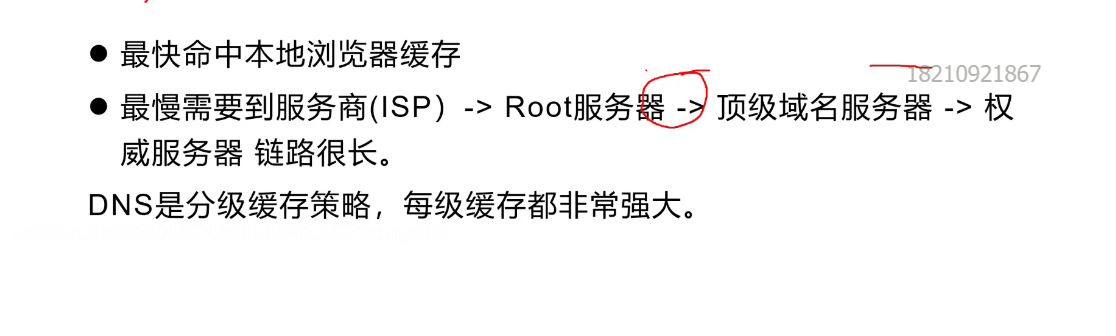 18210921867
● 最快命中本地浏览器缓存
● 最慢需要到服务商(ISP）-> Root服务器 -> 顶级域名服务器 -> 权
威服务器 链路很长。
DNS是分级缓存策略，每级缓存都非常强大。